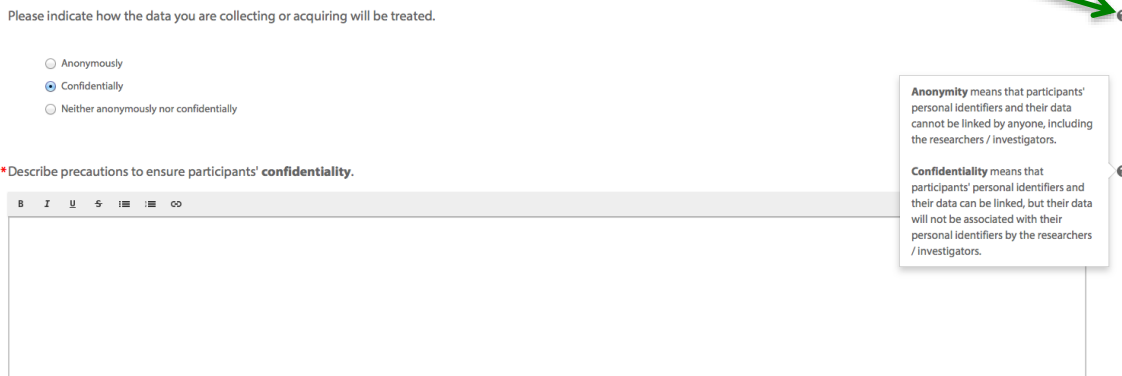 Please indicate how the data you are collecting or acquiring will be treated.
Anonymously
Confidentially
Neither anonymously nor confidentially
Anonymity means that participants'
personal identifiers and their data
cannot be linked by anyone, including
the researchers / investigators.
Confidentiality means that
participants' personal identifiers and
their data can be linked, but their data
will not be associated with their
personal identifiers by the researchers
/ investigators.
*Describe precautions to ensure participants' confidentiality.
B I U S